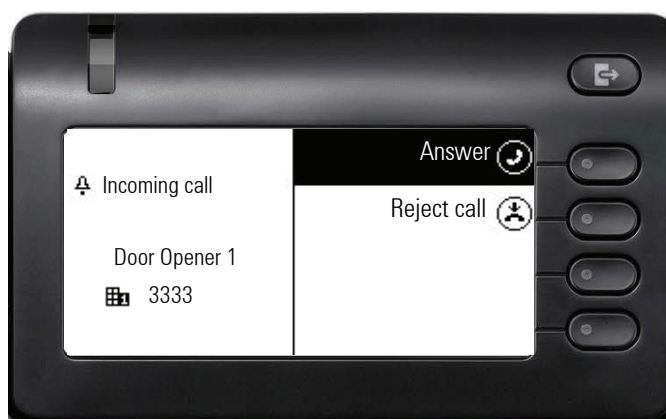 Incoming call
Door Opener 1
3333
Answer
Reject call